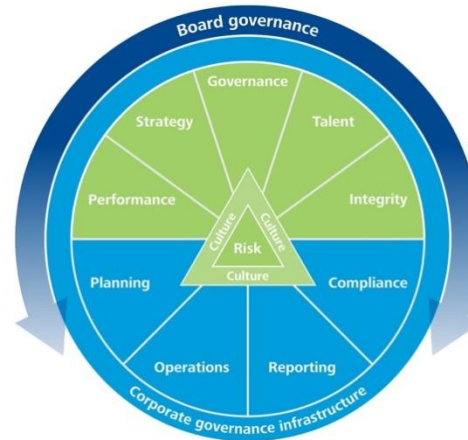 Board governance
Governance
Strategy
Talent
Performance
Integrity
Culture
Culture
Risk
Culture
Planning
Compliance
Operations
Reporting
Corporate governance infrastructure